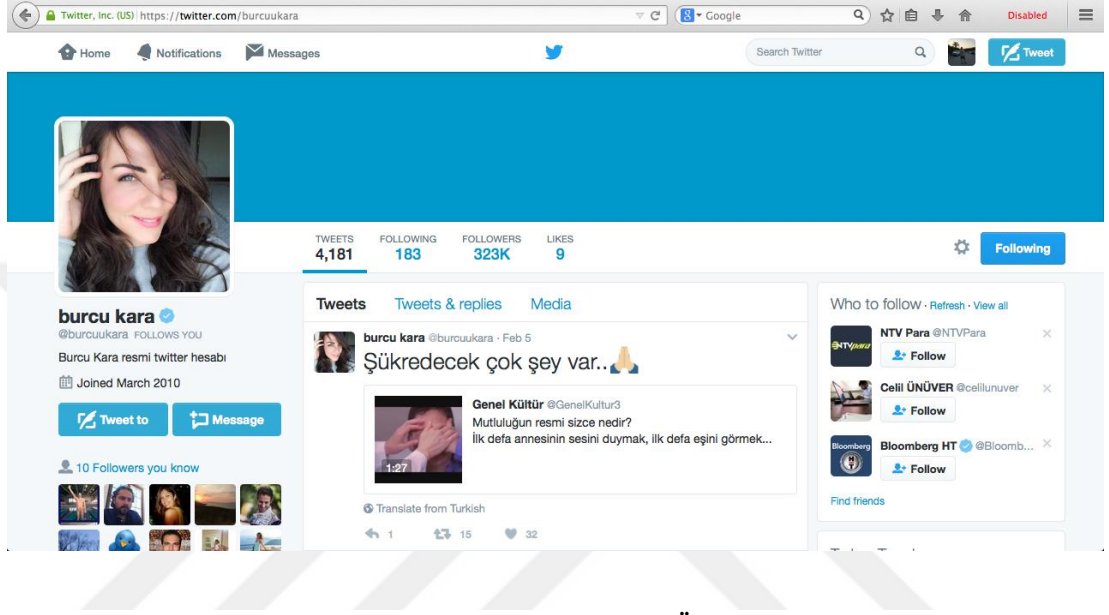 Twitter, Inc. (US) https://twitter.com/burcuukara Google Disabled
Home Notifications Messages Search Twitter Tweet
TWEETS FOLLOWING FOLLOWERS LIKES
4,181 183 323K 9
Following
burcu kara
@burcuukara FOLLOWS YOU
Burcu Kara resmi twitter hesabı
Joined March 2010
Tweet to Message
10 Followers you know
Tweets Tweets & replies Media
burcu kara @burcuukara · Feb 5
Şükredecek çok şey var..🙏🏼
Genel Kültür @GenelKultur3
Mutluluğun resmi sizce nedir?
İlk defa annesinin sesini duymak, ilk defa eşini görmek...
1:27
Translate from Turkish
1 15 32
Who to follow · Refresh · View all
NTVpara
NTV Para @NTVPara
Follow
Celil ÜNÜVER @celilunuver
Follow
Bloomberg
HT
Bloomberg HT @Bloomb...
Follow
Find friends